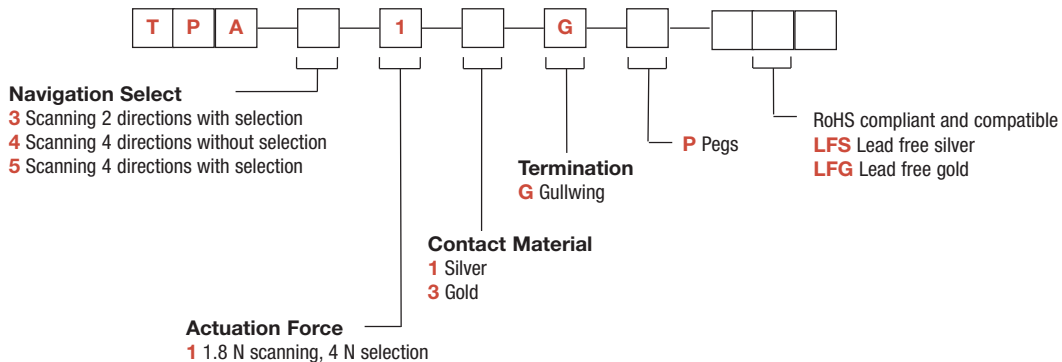 T P A 1 G
Navigation Select
3 Scanning 2 directions with selection
4 Scanning 4 directions without selection
5 Scanning 4 directions with selection
RoHS compliant and compatible
LFS Lead free silver
LFG Lead free gold
P Pegs
Termination
G Gullwing
Contact Material
1 Silver
3 Gold
Actuation Force
1 1.8 N scanning, 4 N selection